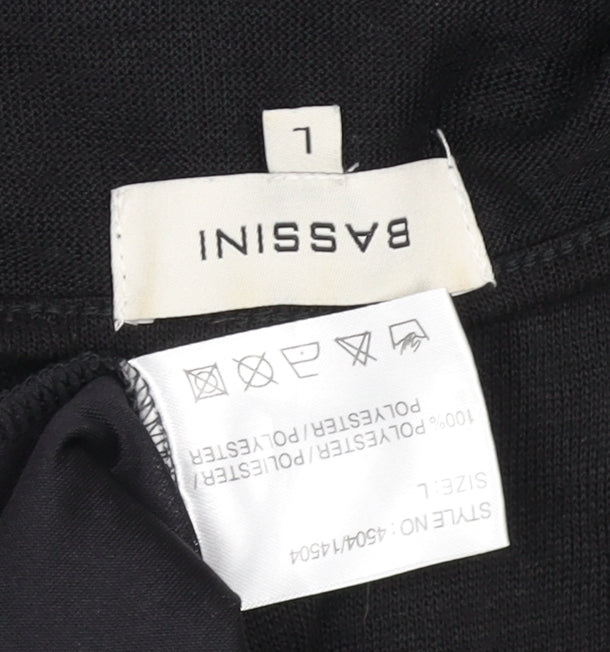 BASSINI
L
STYLE NO: 4504/14504
SIZE: L
100% POLYESTER/POLIESTER/
POLYESTER/POLYESTER